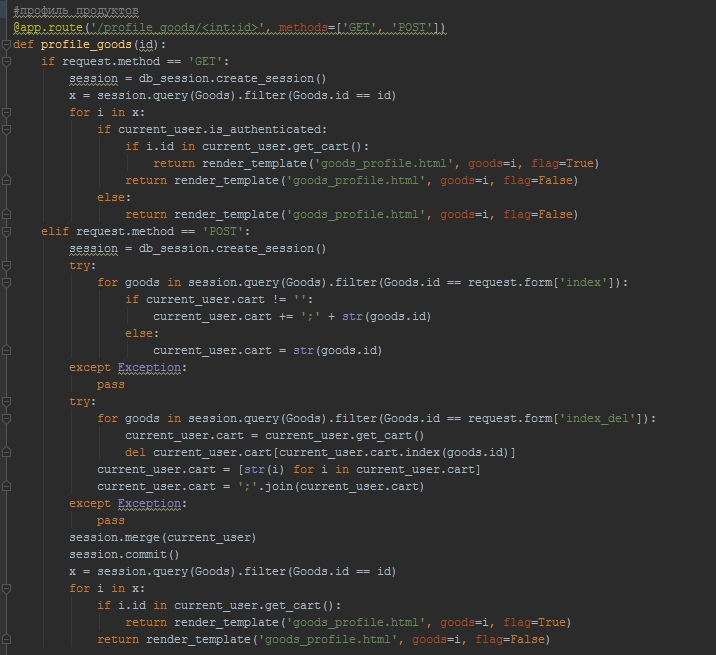 #профиль продуктов
@app.route('/profile_goods/<int:id>', methods=['GET', 'POST'])
def profile_goods(id):
    if request.method == 'GET':
        session = db_session.create_session()
        x = session.query(Goods).filter(Goods.id == id)
        for i in x:
            if current_user.is_authenticated:
                if i.id in current_user.get_cart():
                    return render_template('goods_profile.html', goods=i, flag=True)
                return render_template('goods_profile.html', goods=i, flag=False)
            else:
                return render_template('goods_profile.html', goods=i, flag=False)
    elif request.method == 'POST':
        session = db_session.create_session()
        try:
            for goods in session.query(Goods).filter(Goods.id == request.form['index']):
                if current_user.cart != '':
                    current_user.cart += ';' + str(goods.id)
                else:
                    current_user.cart = str(goods.id)
        except Exception:
            pass
        try:
            for goods in session.query(Goods).filter(Goods.id == request.form['index_del']):
                current_user.cart = current_user.get_cart()
                del current_user.cart[current_user.cart.index(goods.id)]
            current_user.cart = [str(i) for i in current_user.cart]
            current_user.cart = ';'.join(current_user.cart)
        except Exception:
            pass
        session.merge(current_user)
        session.commit()
        x = session.query(Goods).filter(Goods.id == id)
        for i in x:
            if i.id in current_user.get_cart():
                return render_template('goods_profile.html', goods=i, flag=True)
            return render_template('goods_profile.html', goods=i, flag=False)